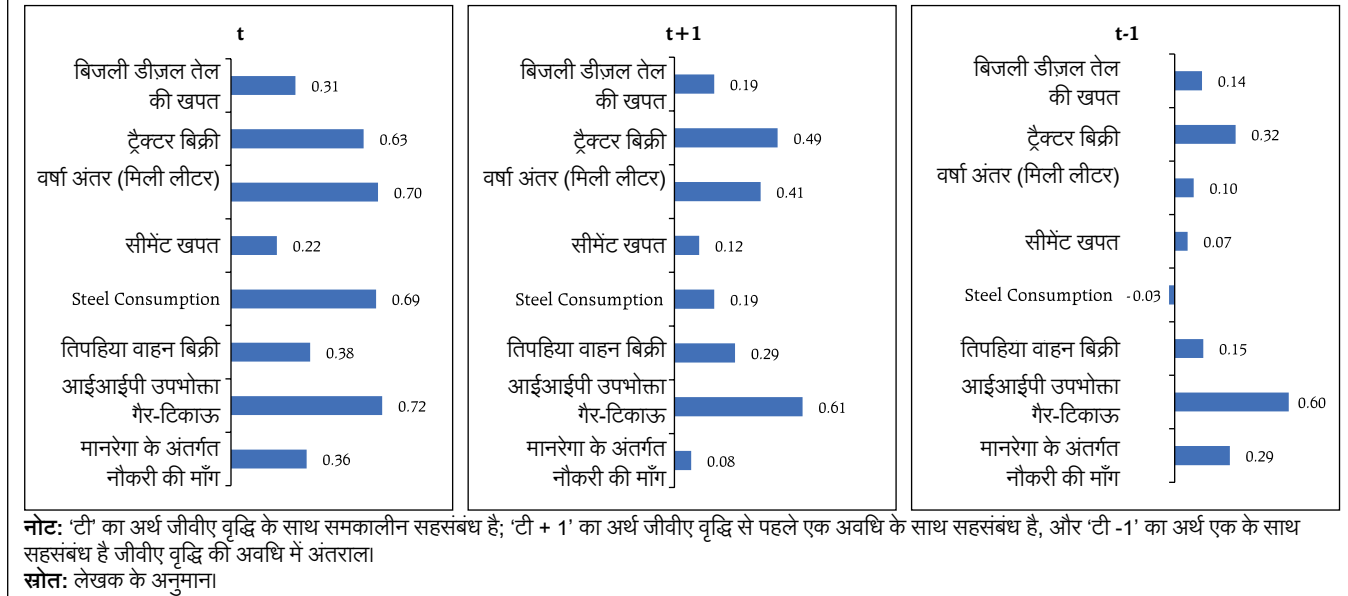 t
बिजली डीज़ल तेल
की खपत
0.31
ट्रैक्टर बिक्री
0.63
वर्षा अंतर (मिली लीटर)
0.70
सीमेंट खपत
0.22
Steel Consumption
0.69
तिपहिया वाहन बिक्री
0.38
आईआईपी उपभोक्ता
गैर-टिकाऊ
0.72
मानरेगा के अंतर्गत
नौकरी की माँग
0.36
t+1
बिजली डीज़ल तेल
की खपत
0.19
ट्रैक्टर बिक्री
0.49
वर्षा अंतर (मिली लीटर)
0.41
सीमेंट खपत
0.12
Steel Consumption
0.19
तिपहिया वाहन बिक्री
0.29
आईआईपी उपभोक्ता
गैर-टिकाऊ
0.61
मानरेगा के अंतर्गत
नौकरी की माँग
0.08
t-1
बिजली डीज़ल तेल
की खपत
0.14
ट्रैक्टर बिक्री
0.32
वर्षा अंतर (मिली लीटर)
0.10
सीमेंट खपत
0.07
Steel Consumption
-0.03
तिपहिया वाहन बिक्री
0.15
आईआईपी उपभोक्ता
गैर-टिकाऊ
0.60
मानरेगा के अंतर्गत
नौकरी की माँग
0.29
नोट: ‘टी’ का अर्थ जीवीए वृद्धि के साथ समकालीन सहसंबंध है; ‘टी + 1’ का अर्थ जीवीए वृद्धि से पहले एक अवधि के साथ सहसंबंध है, और ‘टी -1’ का अर्थ एक के साथ
सहसंबंध है जीवीए वृद्धि की अवधि में अंतराल।
स्रोत: लेखक के अनुमान।